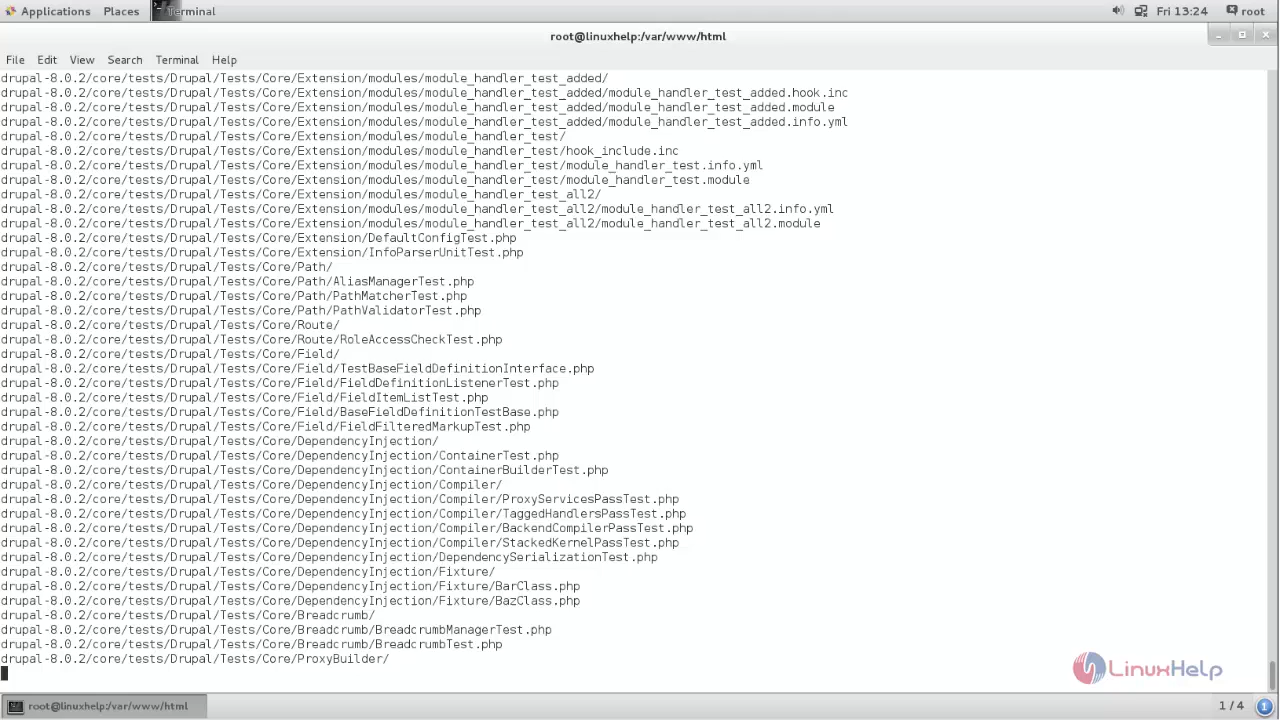 Applications Places Terminal Fri 13:24 root
root@linuxhelp:/var/www/html
File Edit View Search Terminal Help
drupal-8.0.2/core/tests/Drupal/Tests/Core/Extension/modules/module_handler_test_added/
drupal-8.0.2/core/tests/Drupal/Tests/Core/Extension/modules/module_handler_test_added/module_handler_test_added.hook.inc
drupal-8.0.2/core/tests/Drupal/Tests/Core/Extension/modules/module_handler_test_added/module_handler_test_added.module
drupal-8.0.2/core/tests/Drupal/Tests/Core/Extension/modules/module_handler_test_added/module_handler_test_added.info.yml
drupal-8.0.2/core/tests/Drupal/Tests/Core/Extension/modules/module_handler_test/
drupal-8.0.2/core/tests/Drupal/Tests/Core/Extension/modules/module_handler_test/hook_include.inc
drupal-8.0.2/core/tests/Drupal/Tests/Core/Extension/modules/module_handler_test/module_handler_test.info.yml
drupal-8.0.2/core/tests/Drupal/Tests/Core/Extension/modules/module_handler_test/module_handler_test.module
drupal-8.0.2/core/tests/Drupal/Tests/Core/Extension/modules/module_handler_test_all2/
drupal-8.0.2/core/tests/Drupal/Tests/Core/Extension/modules/module_handler_test_all2/module_handler_test_all2.info.yml
drupal-8.0.2/core/tests/Drupal/Tests/Core/Extension/modules/module_handler_test_all2/module_handler_test_all2.module
drupal-8.0.2/core/tests/Drupal/Tests/Core/Extension/DefaultConfigTest.php
drupal-8.0.2/core/tests/Drupal/Tests/Core/Extension/InfoParserUnitTest.php
drupal-8.0.2/core/tests/Drupal/Tests/Core/Path/
drupal-8.0.2/core/tests/Drupal/Tests/Core/Path/AliasManagerTest.php
drupal-8.0.2/core/tests/Drupal/Tests/Core/Path/PathMatcherTest.php
drupal-8.0.2/core/tests/Drupal/Tests/Core/Path/PathValidatorTest.php
drupal-8.0.2/core/tests/Drupal/Tests/Core/Route/
drupal-8.0.2/core/tests/Drupal/Tests/Core/Route/RoleAccessCheckTest.php
drupal-8.0.2/core/tests/Drupal/Tests/Core/Field/
drupal-8.0.2/core/tests/Drupal/Tests/Core/Field/TestBaseFieldDefinitionInterface.php
drupal-8.0.2/core/tests/Drupal/Tests/Core/Field/FieldDefinitionListenerTest.php
drupal-8.0.2/core/tests/Drupal/Tests/Core/Field/FieldItemListTest.php
drupal-8.0.2/core/tests/Drupal/Tests/Core/Field/BaseFieldDefinitionTestBase.php
drupal-8.0.2/core/tests/Drupal/Tests/Core/Field/FieldFilteredMarkupTest.php
drupal-8.0.2/core/tests/Drupal/Tests/Core/DependencyInjection/
drupal-8.0.2/core/tests/Drupal/Tests/Core/DependencyInjection/ContainerTest.php
drupal-8.0.2/core/tests/Drupal/Tests/Core/DependencyInjection/ContainerBuilderTest.php
drupal-8.0.2/core/tests/Drupal/Tests/Core/DependencyInjection/Compiler/
drupal-8.0.2/core/tests/Drupal/Tests/Core/DependencyInjection/Compiler/ProxyServicesPassTest.php
drupal-8.0.2/core/tests/Drupal/Tests/Core/DependencyInjection/Compiler/TaggedHandlersPassTest.php
drupal-8.0.2/core/tests/Drupal/Tests/Core/DependencyInjection/Compiler/BackendCompilerPassTest.php
drupal-8.0.2/core/tests/Drupal/Tests/Core/DependencyInjection/Compiler/StackedKernelPassTest.php
drupal-8.0.2/core/tests/Drupal/Tests/Core/DependencyInjection/DependencySerializationTest.php
drupal-8.0.2/core/tests/Drupal/Tests/Core/DependencyInjection/Fixture/
drupal-8.0.2/core/tests/Drupal/Tests/Core/DependencyInjection/Fixture/BarClass.php
drupal-8.0.2/core/tests/Drupal/Tests/Core/DependencyInjection/Fixture/BazClass.php
drupal-8.0.2/core/tests/Drupal/Tests/Core/Breadcrumb/
drupal-8.0.2/core/tests/Drupal/Tests/Core/Breadcrumb/BreadcrumbManagerTest.php
drupal-8.0.2/core/tests/Drupal/Tests/Core/Breadcrumb/BreadcrumbTest.php
drupal-8.0.2/core/tests/Drupal/Tests/Core/ProxyBuilder/
LinuxHelp
root@linuxhelp:/var/www/html 1 / 4 1